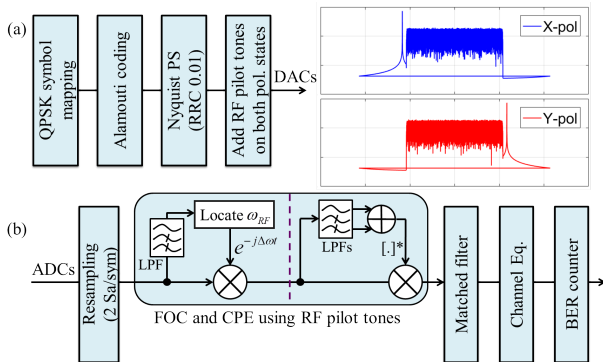 (a)
QPSK symbol
mapping
Alamouti coding
Nyquist PS
(RRC 0.01)
Add RF pilot tones
on both pol. states
DACs
X-pol
Y-pol
(b)
ADCs
Resampling
(2 Sa/sym)
LPF
Locate ω_RF
e^{-jΔωt}
LPFs
[.]*
FOC and CPE using RF pilot tones
Matched filter
Channel Eq.
BER counter